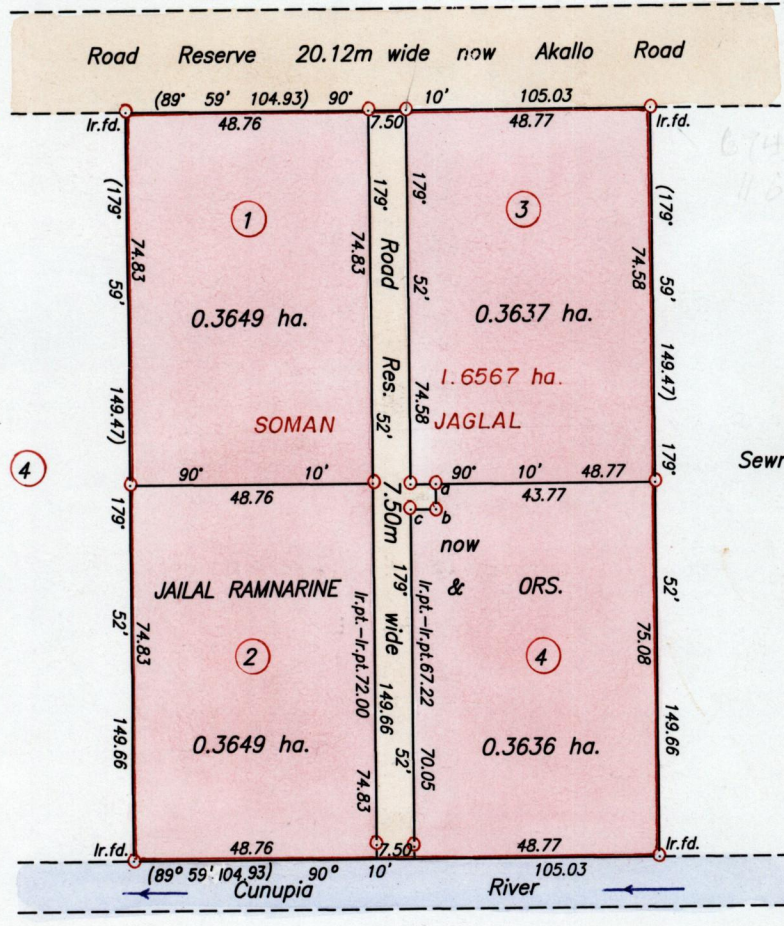 Road Reserve 20.12m wide now Akallo Road
(89° 59' 104.93) 90° 10' 105.03
Ir.fd. 48.76 7.50 48.77 Ir.fd.
(179° 59' 149.47)
74.83
1
0.3649 ha.
SOMAN
74.83
179° 52'
Road Res. 7.50m wide
179° 52'
74.58
3
0.3637 ha.
1.6567 ha.
JAGLAL
74.58
(179° 59' 149.47)
4
Sewr
90° 10'
48.76
90° 10' 48.77
43.77
a
b
c
179° 52' 149.66
74.83
JAILAL RAMNARINE
now
& ORS.
2
0.3649 ha.
Ir.pt.-Ir.pt.72.00
74.83
179° 52'
149.66
Ir.pt.-Ir.pt.67.22
70.05
4
0.3636 ha.
75.08
179° 52' 149.66
Ir.fd. 48.76 7.50 48.77 Ir.fd.
(89° 59' 104.93) 90° 10' 105.03
Cunupia River